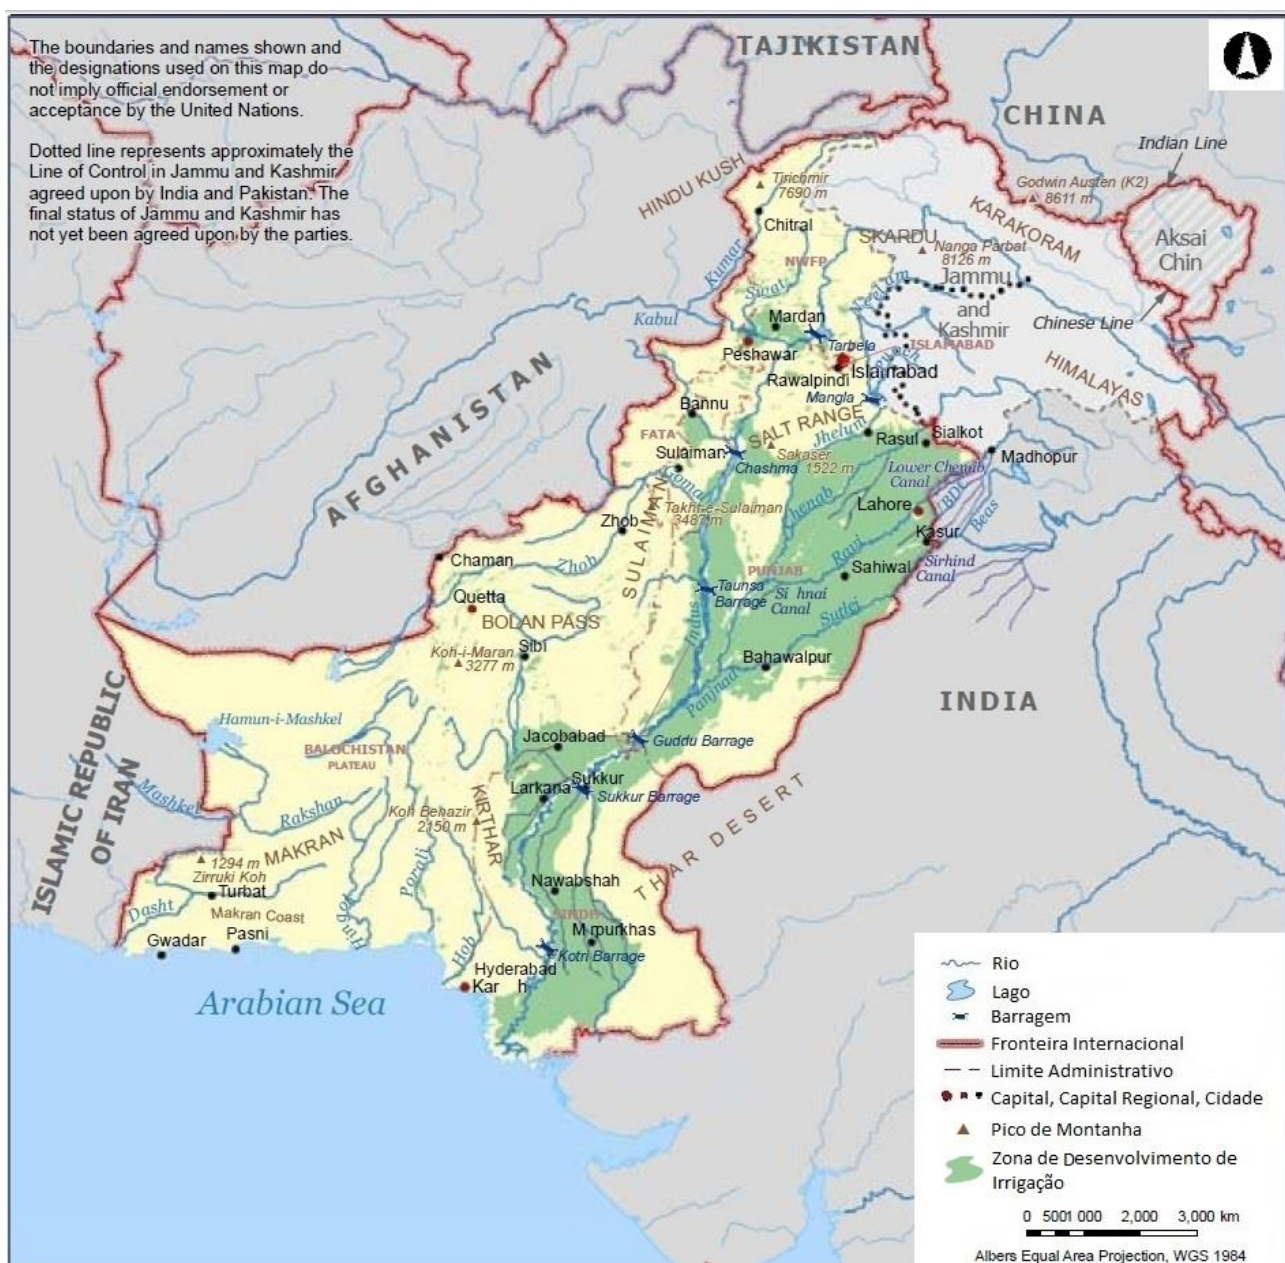 The boundaries and names shown and
the designations used on this map do
not imply official endorsement or
acceptance by the United Nations.
Dotted line represents approximately the
Line of Control in Jammu and Kashmir
agreed upon by India and Pakistan. The
final status of Jammu and Kashmir has
not yet been agreed upon by the parties.
TAJIKISTAN
CHINA
Indian Line
HINDU KUSH
Tirichmir
7690 m
Godwin Austen (K2)
8611 m
Chitral
KARAKORAM
SKARDU
Nanga Parbat
8126 m
Aksai
Chin
NWFP
Kumar
Swat
Neelam
Jammu
and
Kashmir
Chinese Line
Kabul
Mardan
Tarbela
ISLAMABAD
Peshawar
Islamabad
Rawalpindi
Mangla
HIMALAYAS
AFGHANISTAN
Bannu
SALT RANGE
Jhelum
FATA
Rasul
Sialkot
Sulaiman
Sakaser
1522 m
Madhopur
Chashma
Lower Chenab
Canal
Gomal
Takht-e-Sulaiman
3487 m
Chenab
Lahore
LBDC
Beas
Zhob
SULAIMAN
Kasur
Chaman
Zhob
Ravi
Sirhind
Canal
PUNJAB
Sahiwal
Quetta
Taunsa
Barrage
Si hnai
Canal
BOLAN PASS
Indus
Sutlej
Koh-i-Maran
3277 m
Sibi
Bahawalpur
Panjnad
INDIA
ISLAMIC REPUBLIC
OF IRAN
Hamun-i-Mashkel
BALOCHISTAN
PLATEAU
Jacobabad
Guddu Barrage
Mashkel
Rakshan
KIRTHAR
Larkana
Sukkur
Sukkur Barrage
Koh Benazir
2150 m
THAR DESERT
MAKRAN
1294 m
Zirruki Koh
Porali
Turbat
Nawabshah
Dasht
Makran Coast
Hingol
SINDH
M rpurkhas
Gwadar
Pasni
Hob
Kotri Barrage
Hyderabad
Kar h
Arabian Sea
Rio
Lago
Barragem
Fronteira Internacional
Limite Administrativo
Capital, Capital Regional, Cidade
Pico de Montanha
Zona de Desenvolvimento de
Irrigação
0 5001 000 2,000 3,000 km
Albers Equal Area Projection, WGS 1984